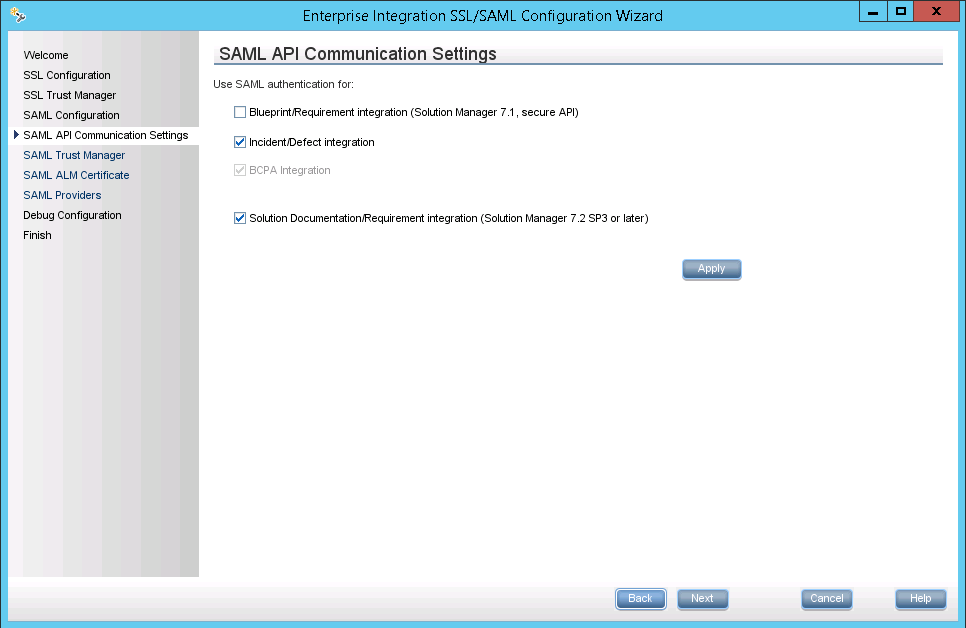 Enterprise Integration SSL/SAML Configuration Wizard
Welcome
SSL Configuration
SSL Trust Manager
SAML Configuration
SAML API Communication Settings
SAML Trust Manager
SAML ALM Certificate
SAML Providers
Debug Configuration
Finish
SAML API Communication Settings
Use SAML authentication for:
Blueprint/Requirement integration (Solution Manager 7.1, secure API)
Incident/Defect integration
BCPA Integration
Solution Documentation/Requirement integration (Solution Manager 7.2 SP3 or later)
Apply
Back Next Cancel Help